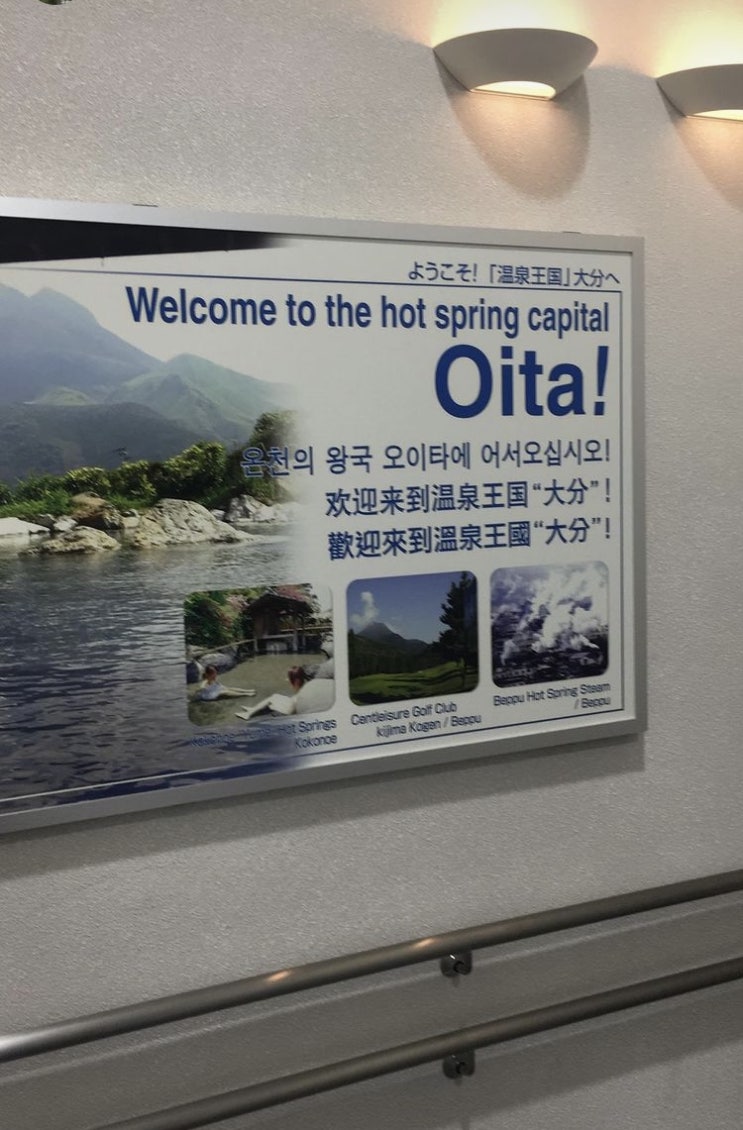 ようこそ!「温泉王国」大分へ
Welcome to the hot spring capital
Oita!
온천의 왕국 오이타에 어서오십시오!
欢迎来到温泉王国“大分”!
歡迎來到溫泉王國“大分”!
Hot Springs
Kokonoe
Centleisure Golf Club
kijima Kogen / Beppu
Beppu Hot Spring Steam
/ Beppu